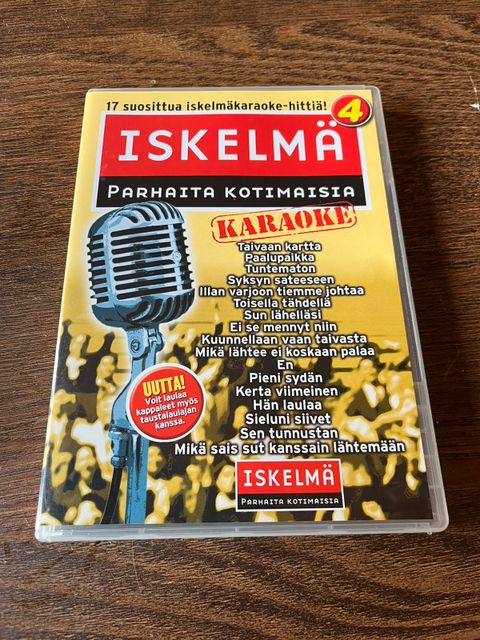 17 suosittua iskelmäkaraoke-hittiä!
4
ISKELMÄ
PARHAITA KOTIMAISIA
KARAOKE
Taivaan kartta
Paalupaikka
Tuntematon
Syksyn sateeseen
Illan varjoon tiemme johtaa
Toisella tähdellä
Sun lähelläsi
Ei se mennyt niin
Kuunnellaan vaan taivasta
Mikä lähtee ei koskaan palaa
En
Pieni sydän
Kerta viimeinen
Hän laulaa
Sieluni siivet
Sen tunnustan
Mikä sais sut kanssain lähtemään
UUTTA!
Voit laulaa
kappaleet myös
taustalaulajan
kanssa.
ISKELMÄ
PARHAITA KOTIMAISIA